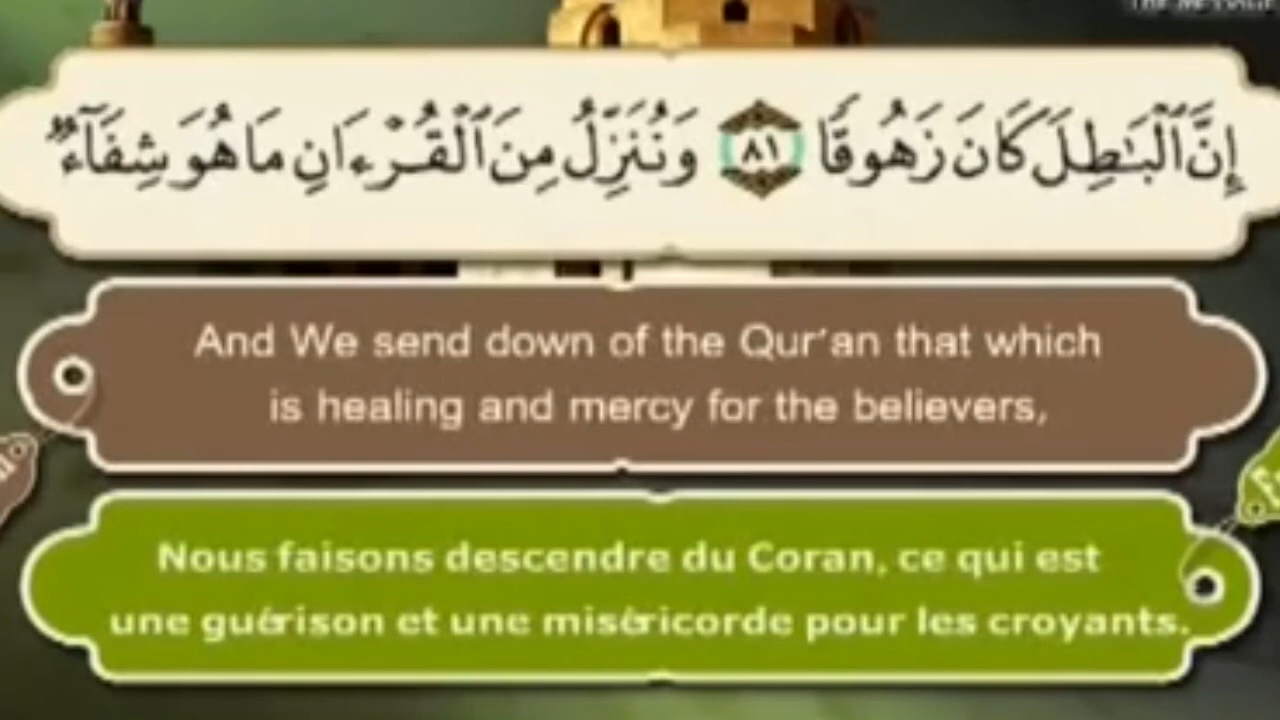 إِنَّ ٱلْبَٰطِلَ كَانَ زَهُوقًا ٨١ وَنُنَزِّلُ مِنَ ٱلْقُرْءَانِ مَا هُوَ شِفَآءٌ
And We send down of the Qur'an that which
is healing and mercy for the believers,
Nous faisons descendre du Coran, ce qui est
une guérison et une miséricorde pour les croyants.